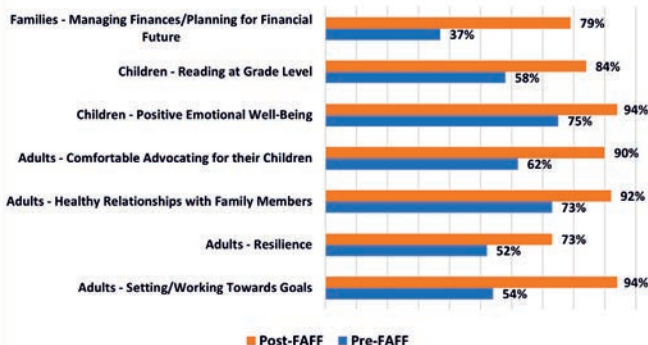 Families - Managing Finances/Planning for Financial
Future
79%
37%
Children - Reading at Grade Level
84%
58%
Children - Positive Emotional Well-Being
94%
75%
Adults - Comfortable Advocating for their Children
90%
62%
Adults - Healthy Relationships with Family Members
92%
73%
Adults - Resilience
73%
52%
Adults - Setting/Working Towards Goals
94%
54%
Post-FAFF Pre-FAFF